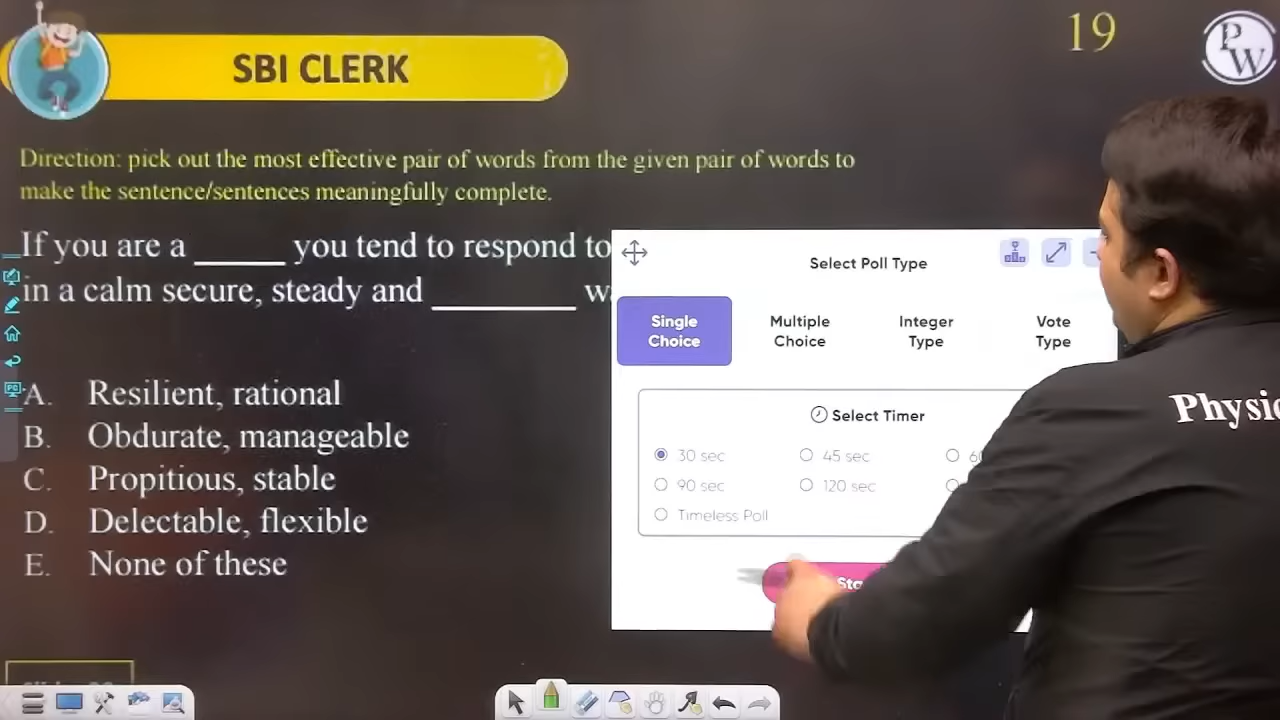 19
PW
SBI CLERK
Direction: pick out the most effective pair of words from the given pair of words to
make the sentence/sentences meaningfully complete.
If you are a _____ you tend to respond to
in a calm secure, steady and ________ w
A. Resilient, rational
B. Obdurate, manageable
C. Propitious, stable
D. Delectable, flexible
E. None of these
Select Poll Type
Single Choice
Multiple Choice
Integer Type
Vote Type
Select Timer
30 sec
45 sec
90 sec
120 sec
Timeless Poll